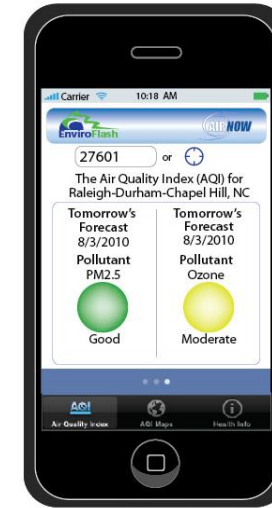 Carrier 10:18 AM
EnviroFlash AIRNOW
27601 or
The Air Quality Index (AQI) for
Raleigh-Durham-Chapel Hill, NC
Tomorrow's
Forecast
8/3/2010
Pollutant
PM2.5
Good
Tomorrow's
Forecast
8/3/2010
Pollutant
Ozone
Moderate
AQI
Air Quality Index AQI Maps Health Info